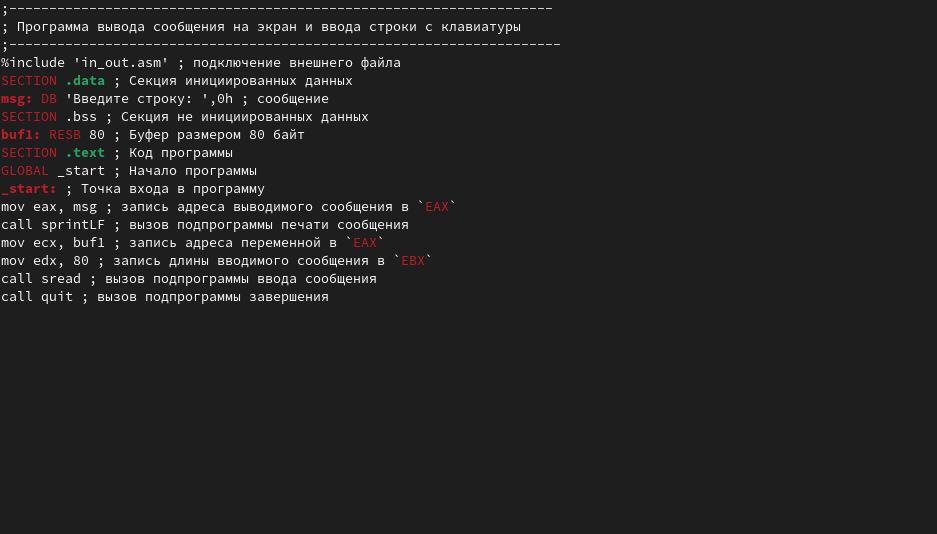 ;--------------------------------------------------------------------
; Программа вывода сообщения на экран и ввода строки с клавиатуры
;---------------------------------------------------------------------
%include 'in_out.asm' ; подключение внешнего файла
SECTION .data ; Секция инициированных данных
msg: DB 'Введите строку: ',0h ; сообщение
SECTION .bss ; Секция не инициированных данных
buf1: RESB 80 ; Буфер размером 80 байт
SECTION .text ; Код программы
GLOBAL _start ; Начало программы
_start: ; Точка входа в программу
mov eax, msg ; запись адреса выводимого сообщения в `EAX`
call sprintLF ; вызов подпрограммы печати сообщения
mov ecx, buf1 ; запись адреса переменной в `EAX`
mov edx, 80 ; запись длины вводимого сообщения в `EBX`
call sread ; вызов подпрограммы ввода сообщения
call quit ; вызов подпрограммы завершения